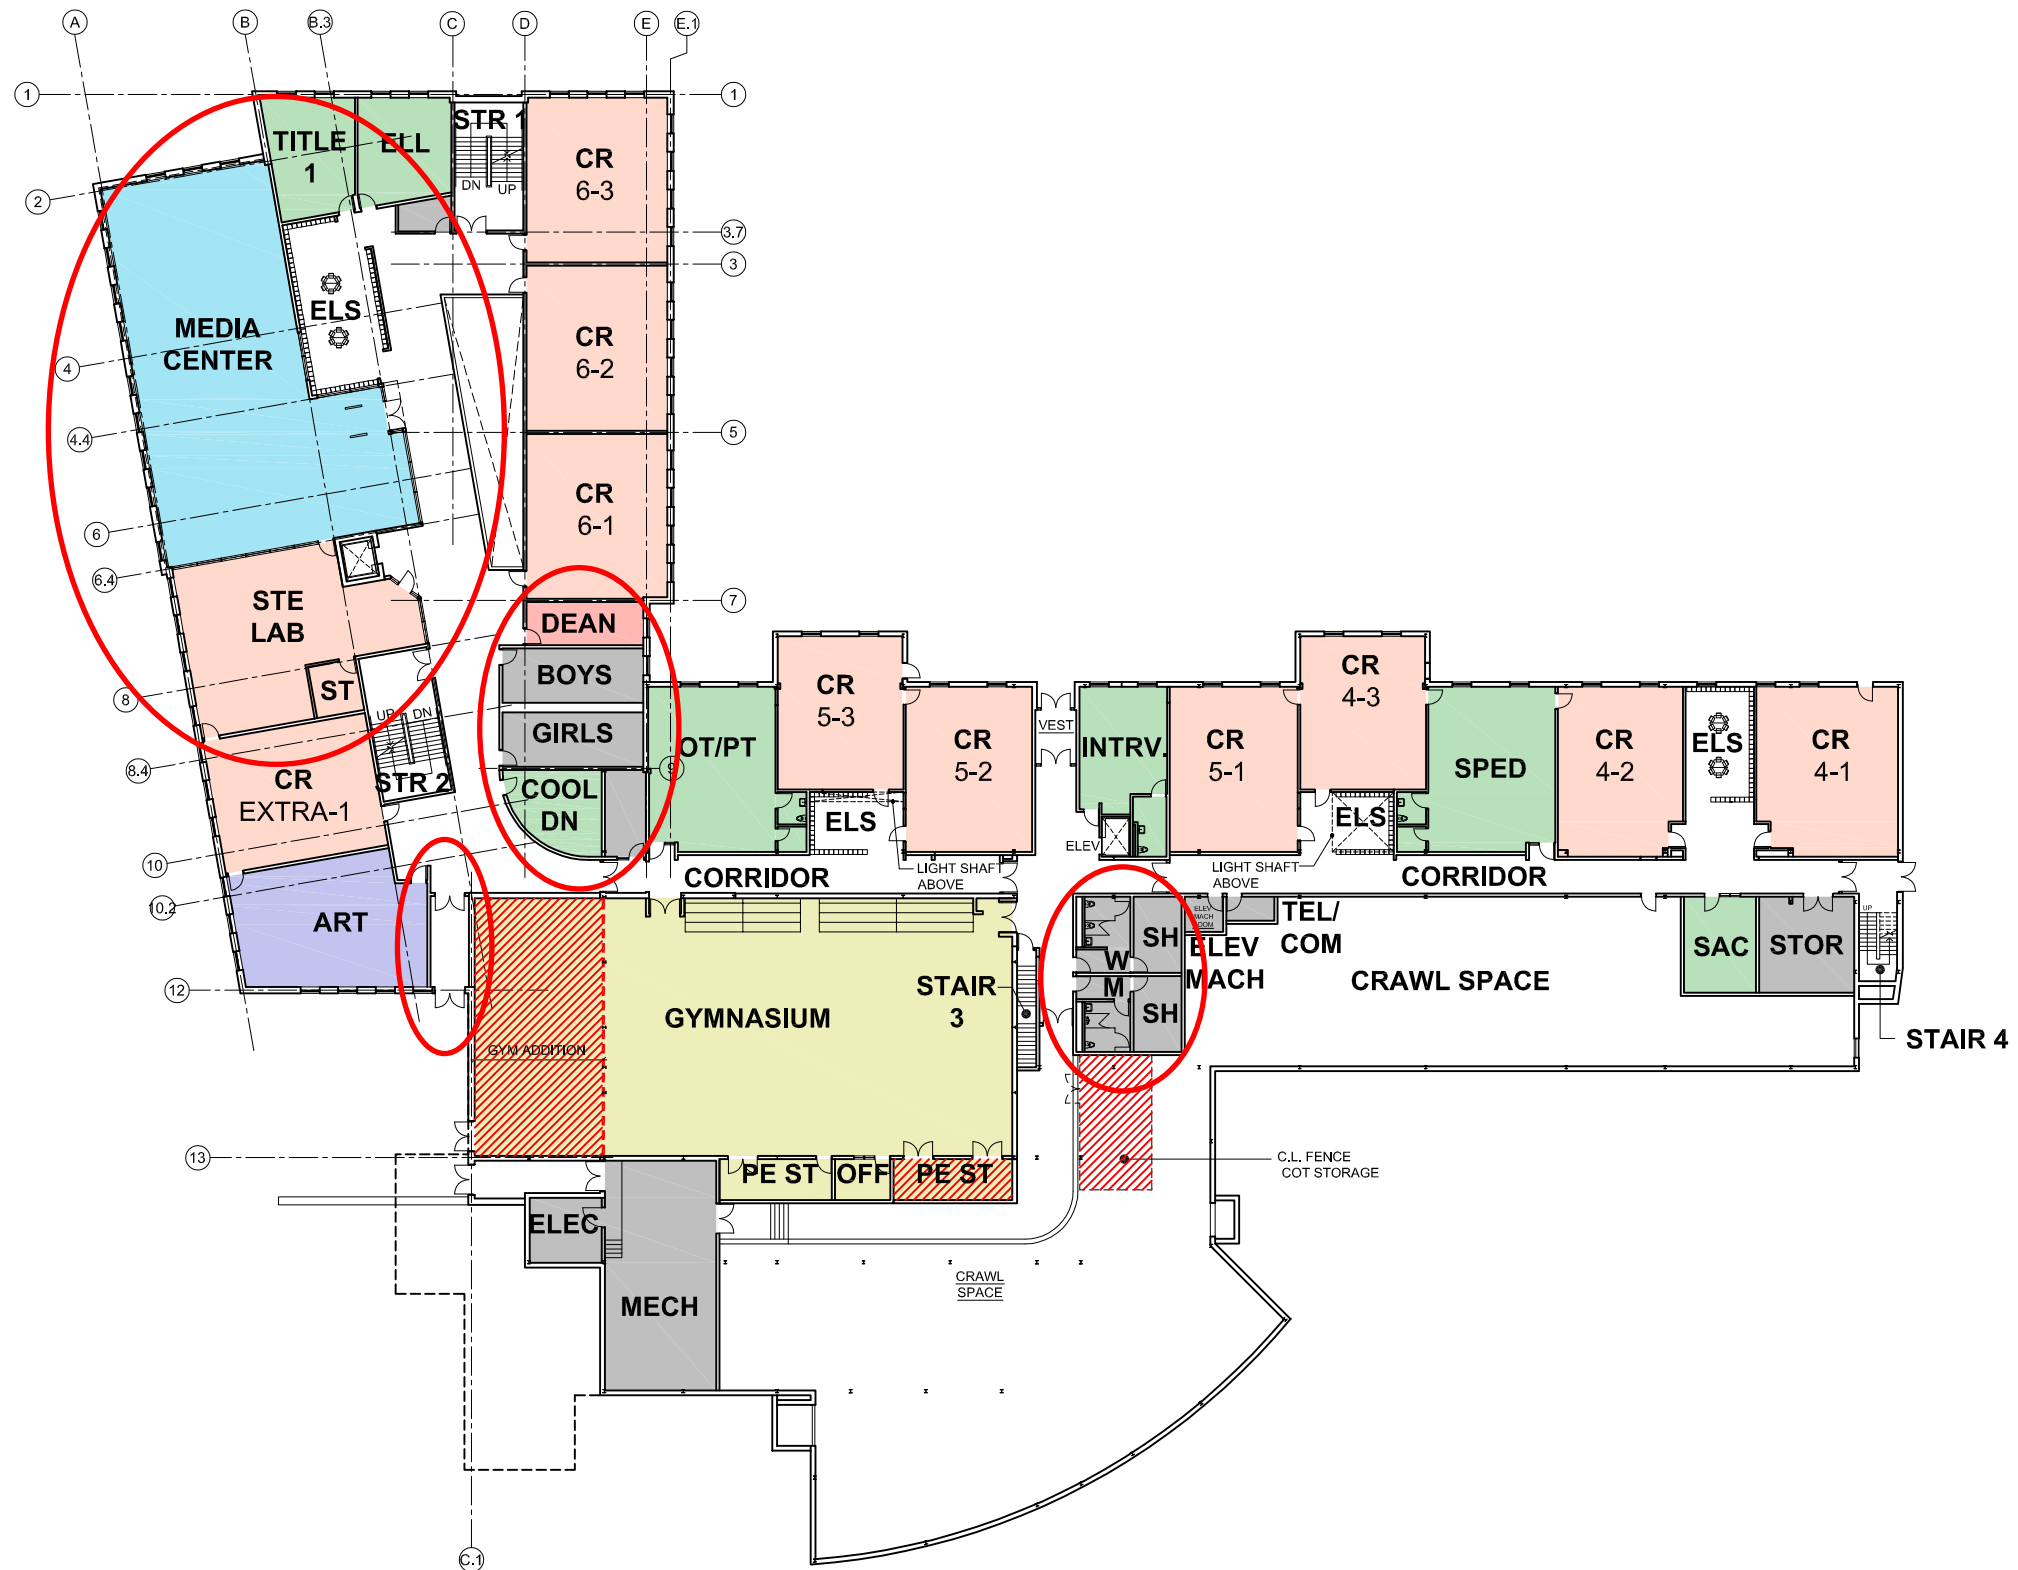 A
B
B.3
C
D
E
E.1
1
1
TITLE
1
ELL
STR 1
DN
UP
CR
6-3
2
3.7
3
ELS
MEDIA
CENTER
CR
6-2
4
4.4
5
CR
6-1
6
6.4
7
STE
LAB
DEAN
BOYS
ST
8
GIRLS
UP
DN
8.4
STR 2
CR
EXTRA-1
COOL
DN
9
OT/PT
CR
5-3
CR
5-2
VEST
INTRV.
CR
5-1
CR
4-3
SPED
CR
4-2
ELS
CR
4-1
ELS
ELEV
ELS
10
10.2
ART
CORRIDOR
LIGHT SHAFT
ABOVE
LIGHT SHAFT
ABOVE
CORRIDOR
12
GYM ADDITION
GYMNASIUM
STAIR
3
W
M
SH
SH
ELEV
MACH
ROOM
ELEV
MACH
TEL/
COM
CRAWL SPACE
SAC
STOR
UP
STAIR 4
13
PE ST
OFF
PE ST
C.L. FENCE
COT STORAGE
ELEC
MECH
CRAWL
SPACE
C.1